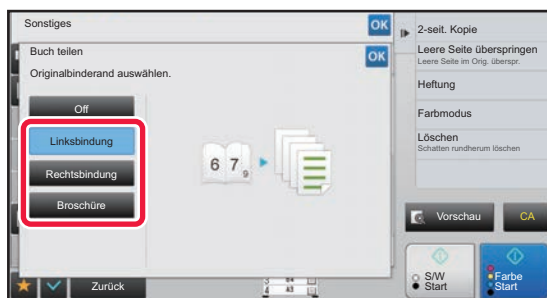 Sonstiges
OK
Buch teilen
OK
Originalbinderand auswählen.
Off
Linksbindung
Rechtsbindung
Broschüre
6 7
9
Zurück
2-seit. Kopie
Leere Seite überspringen
Leere Seite im Orig. überspr.
Heftung
Farbmodus
Löschen
Schatten rundherum löschen
Vorschau
CA
S/W
Start
Farbe
Start